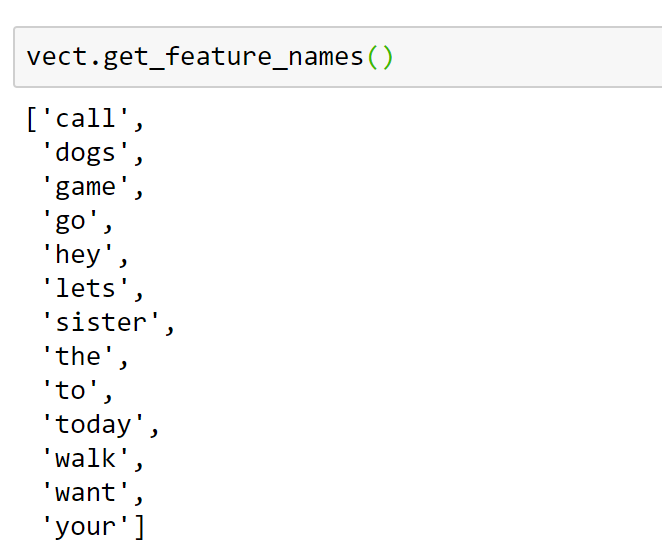 vect.get_feature_names()
['call',
'dogs',
'game',
'go',
'hey',
'lets',
'sister',
'the',
'to',
'today',
'walk',
'want',
'your']